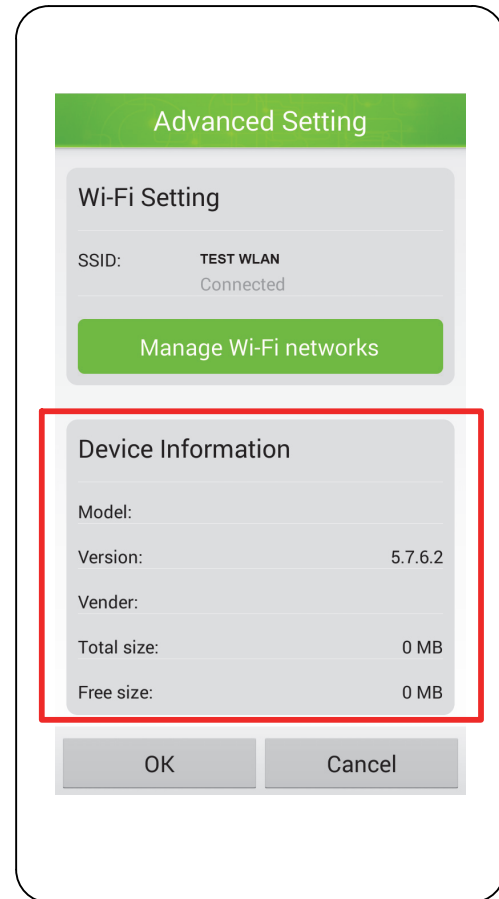 Advanced Setting
Wi-Fi Setting
SSID: TEST WLAN
Connected
Manage Wi-Fi networks
Device Information
Model:
Version: 5.7.6.2
Vender:
Total size: 0 MB
Free size: 0 MB
OK Cancel